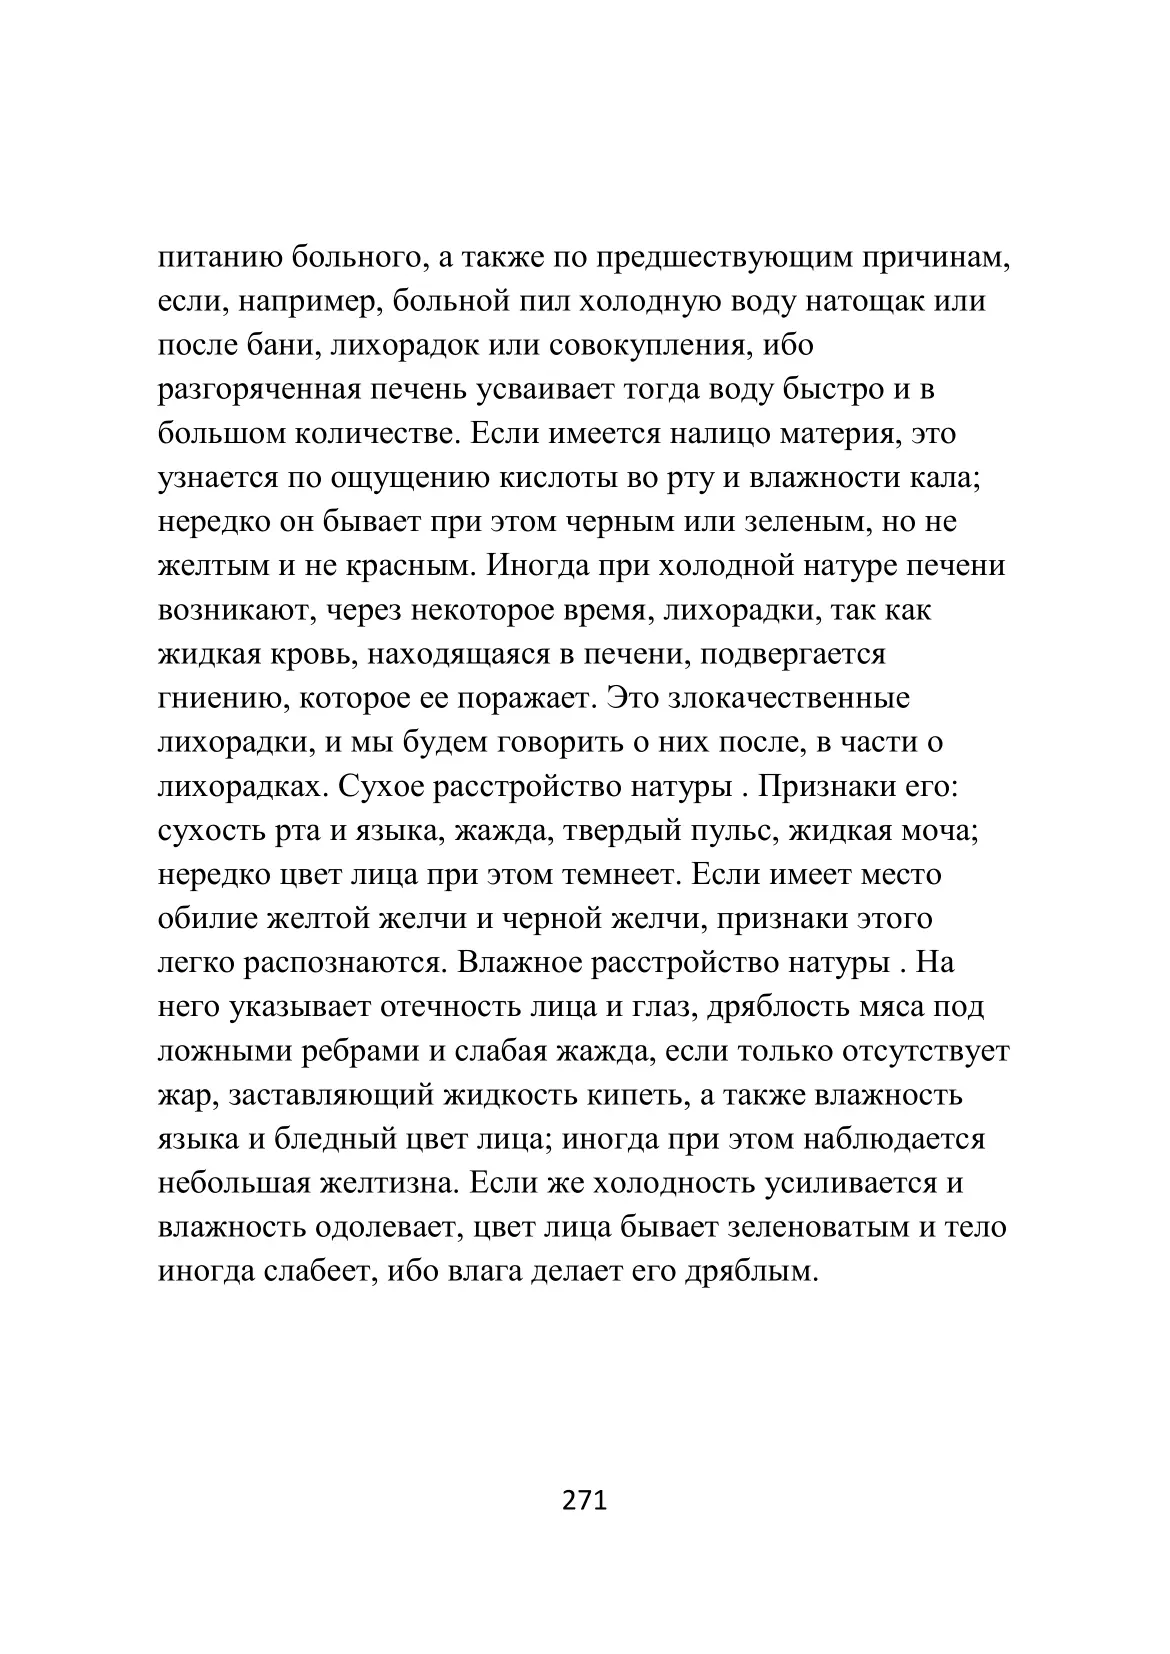 питанию больного, а также по предшествующим причинам,
если, например, больной пил холодную воду натощак или
после бани, лихорадок или совокупления, ибо
разгоряченная печень усваивает тогда воду быстро и в
большом количестве. Если имеется налицо материя, это
узнается по ощущению кислоты во рту и влажности кала;
нередко он бывает при этом черным или зеленым, но не
желтым и не красным. Иногда при холодной натуре печени
возникают, через некоторое время, лихорадки, так как
жидкая кровь, находящаяся в печени, подвергается
гниению, которое ее поражает. Это злокачественные
лихорадки, и мы будем говорить о них после, в части о
лихорадках. Сухое расстройство натуры . Признаки его:
сухость рта и языка, жажда, твердый пульс, жидкая моча;
нередко цвет лица при этом темнеет. Если имеет место
обилие желтой желчи и черной желчи, признаки этого
легко распознаются. Влажное расстройство натуры . На
него указывает отечность лица и глаз, дряблость мяса под
ложными ребрами и слабая жажда, если только отсутствует
жар, заставляющий жидкость кипеть, а также влажность
языка и бледный цвет лица; иногда при этом наблюдается
небольшая желтизна. Если же холодность усиливается и
влажность одолевает, цвет лица бывает зеленоватым и тело
иногда слабеет, ибо влага делает его дряблым.
271